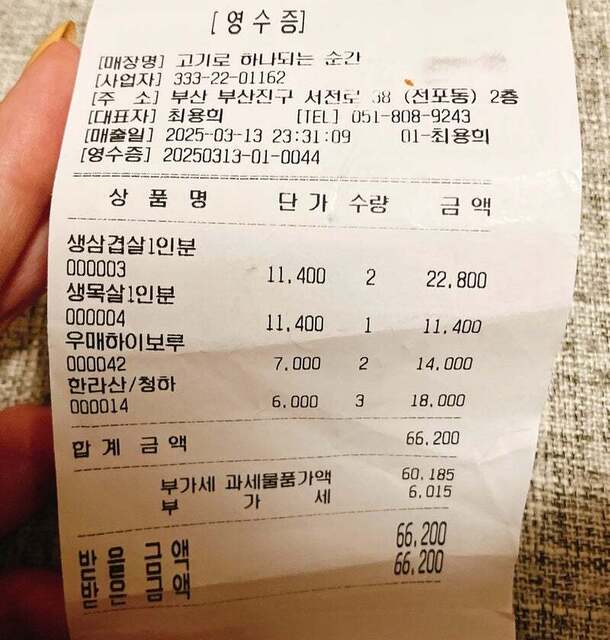 [영수증]
[매장명] 고기로 하나되는 순간
[사업자] 333-22-01162
[주 소] 부산 부산진구 서전로 38 (전포동) 2층
[대표자] 최용희 [TEL] 051-808-9243
[매출일] 2025-03-13 23:31:09 01-최용희
[영수증] 20250313-01-0044
상 품 명 단 가 수량 금 액
생삼겹살1인분
000003 11,400 2 22,800
생목살1인분
000004 11,400 1 11,400
우매하이보루
000042 7,000 2 14,000
한라산/청하
000014 6,000 3 18,000
합 계 금 액 66,200
부가세 과세물품가액 60,185
부 가 세 6,015
받 을 금 액 66,200
받 은 금 액 66,200